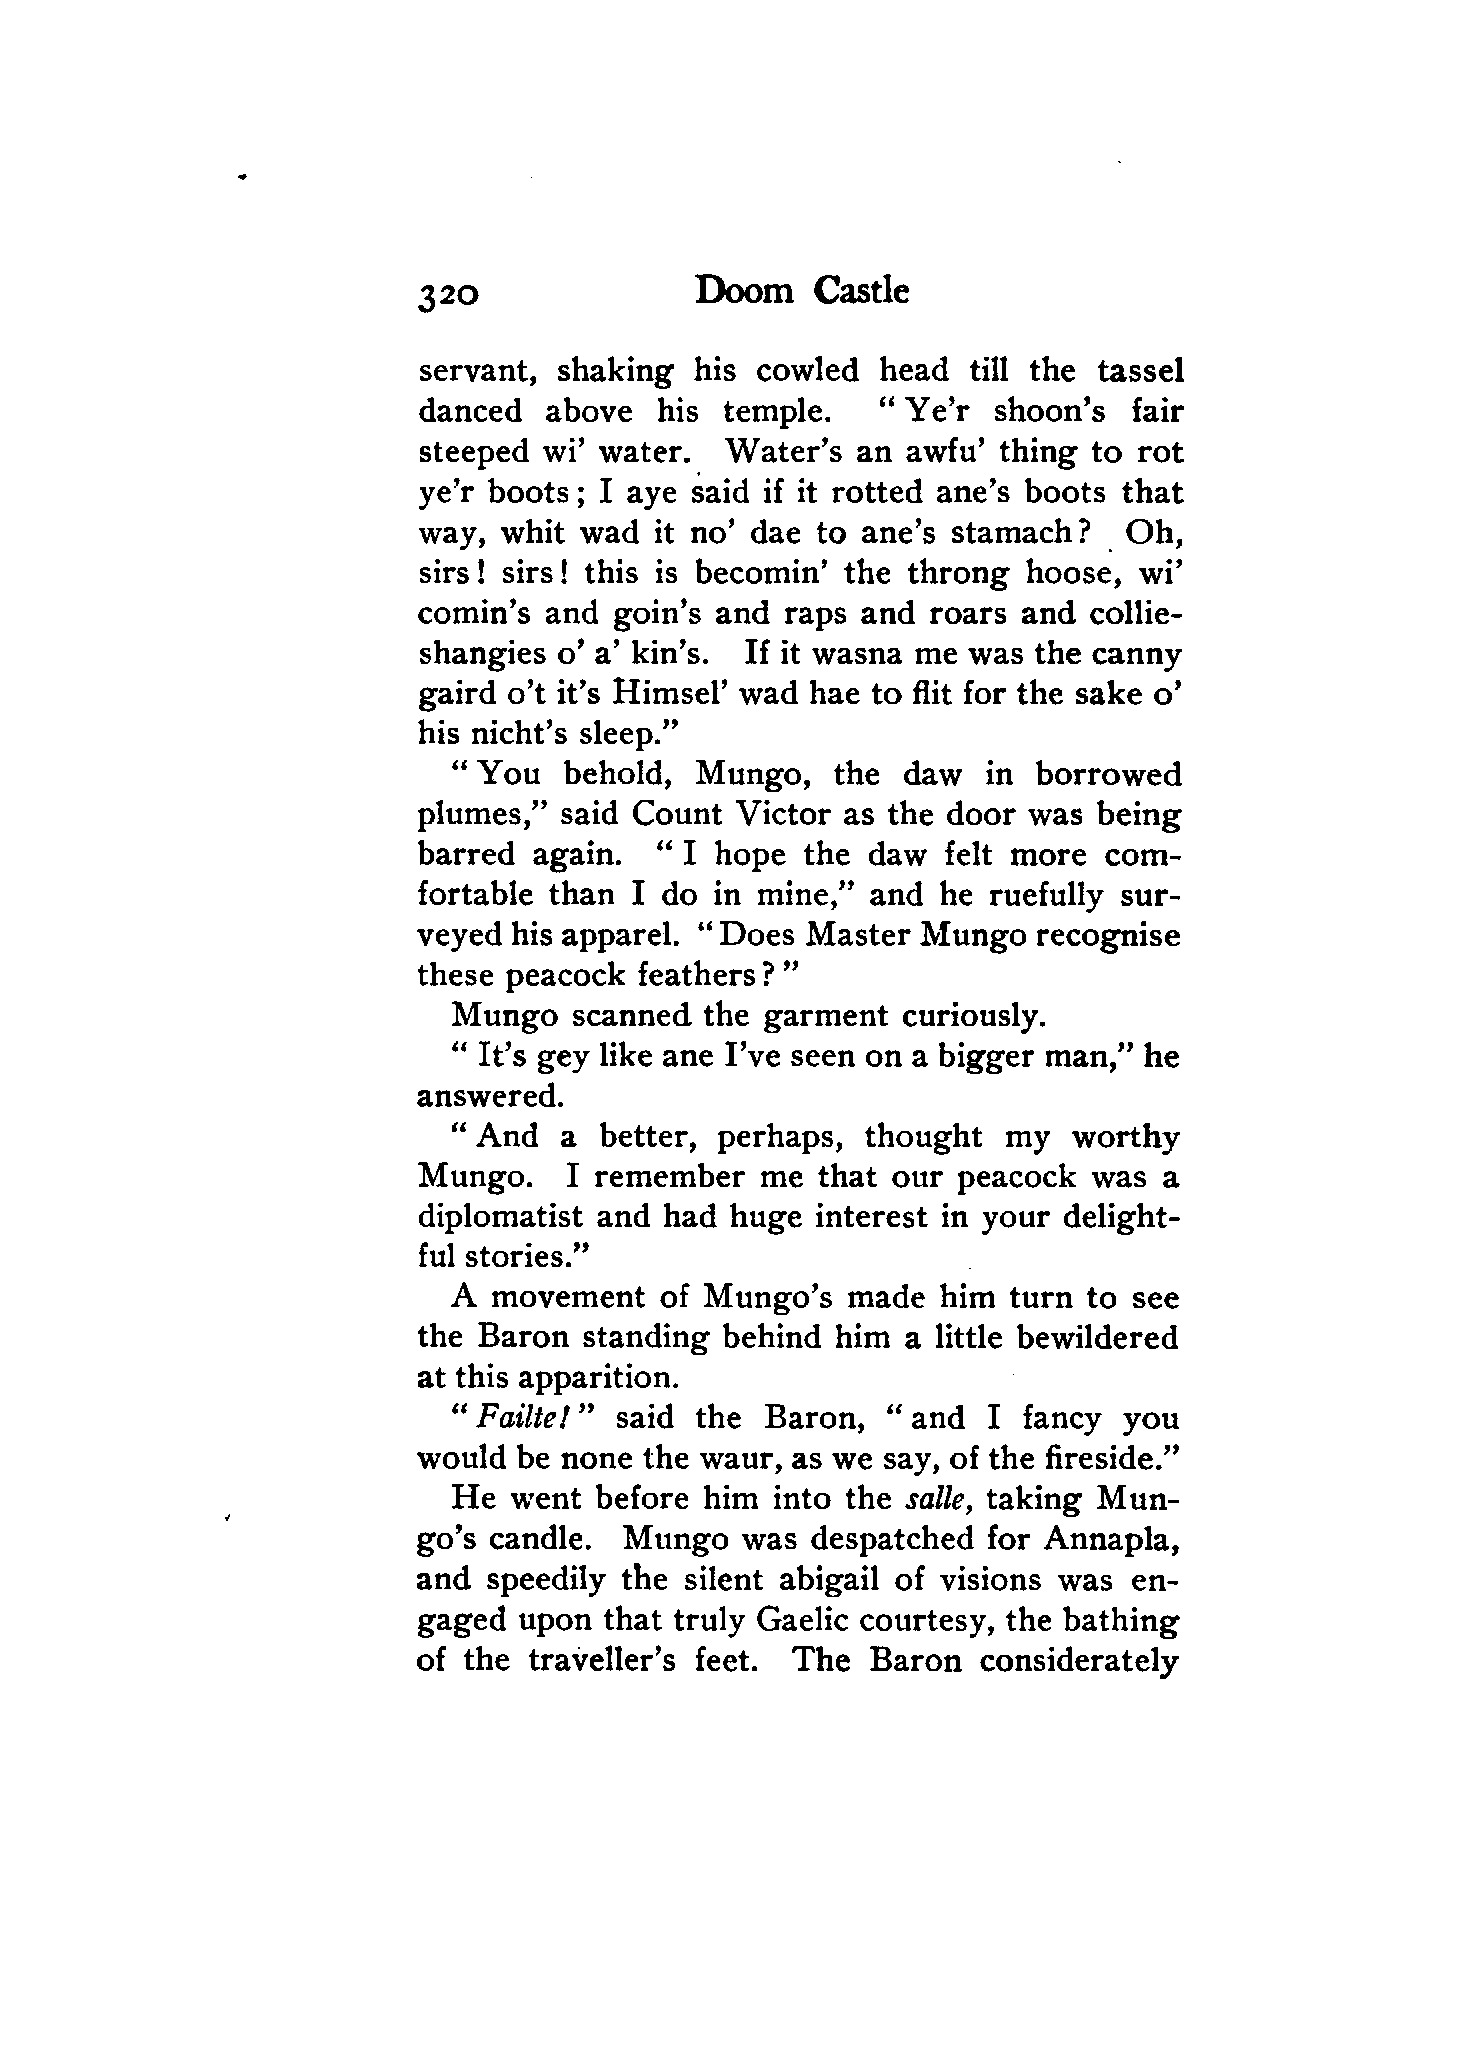 320 Doom Castle
servant, shaking his cowled head till the tassel
danced above his temple. “Ye’r shoon’s fair
steeped wi’ water. Water’s an awfu’ thing to rot
ye’r boots; I aye said if it rotted ane’s boots that
way, whit wad it no’ dae to ane’s stamach? Oh,
sirs! sirs! this is becomin’ the throng hoose, wi’
comin’s and goin’s and raps and roars and collie-
shangies o’ a’ kin’s. If it wasna me was the canny
gaird o’t it’s Himsel’ wad hae to flit for the sake o’
his nicht’s sleep.”
“You behold, Mungo, the daw in borrowed
plumes,” said Count Victor as the door was being
barred again. “I hope the daw felt more com-
fortable than I do in mine,” and he ruefully sur-
veyed his apparel. “Does Master Mungo recognise
these peacock feathers?”
Mungo scanned the garment curiously.
“It’s gey like ane I’ve seen on a bigger man,” he
answered.
“And a better, perhaps, thought my worthy
Mungo. I remember me that our peacock was a
diplomatist and had huge interest in your delight-
ful stories.”
A movement of Mungo’s made him turn to see
the Baron standing behind him a little bewildered
at this apparition.
“Failte!” said the Baron, “and I fancy you
would be none the waur, as we say, of the fireside.”
He went before him into the salle, taking Mun-
go’s candle. Mungo was despatched for Annapla,
and speedily the silent abigail of visions was en-
gaged upon that truly Gaelic courtesy, the bathing
of the traveller’s feet. The Baron considerately